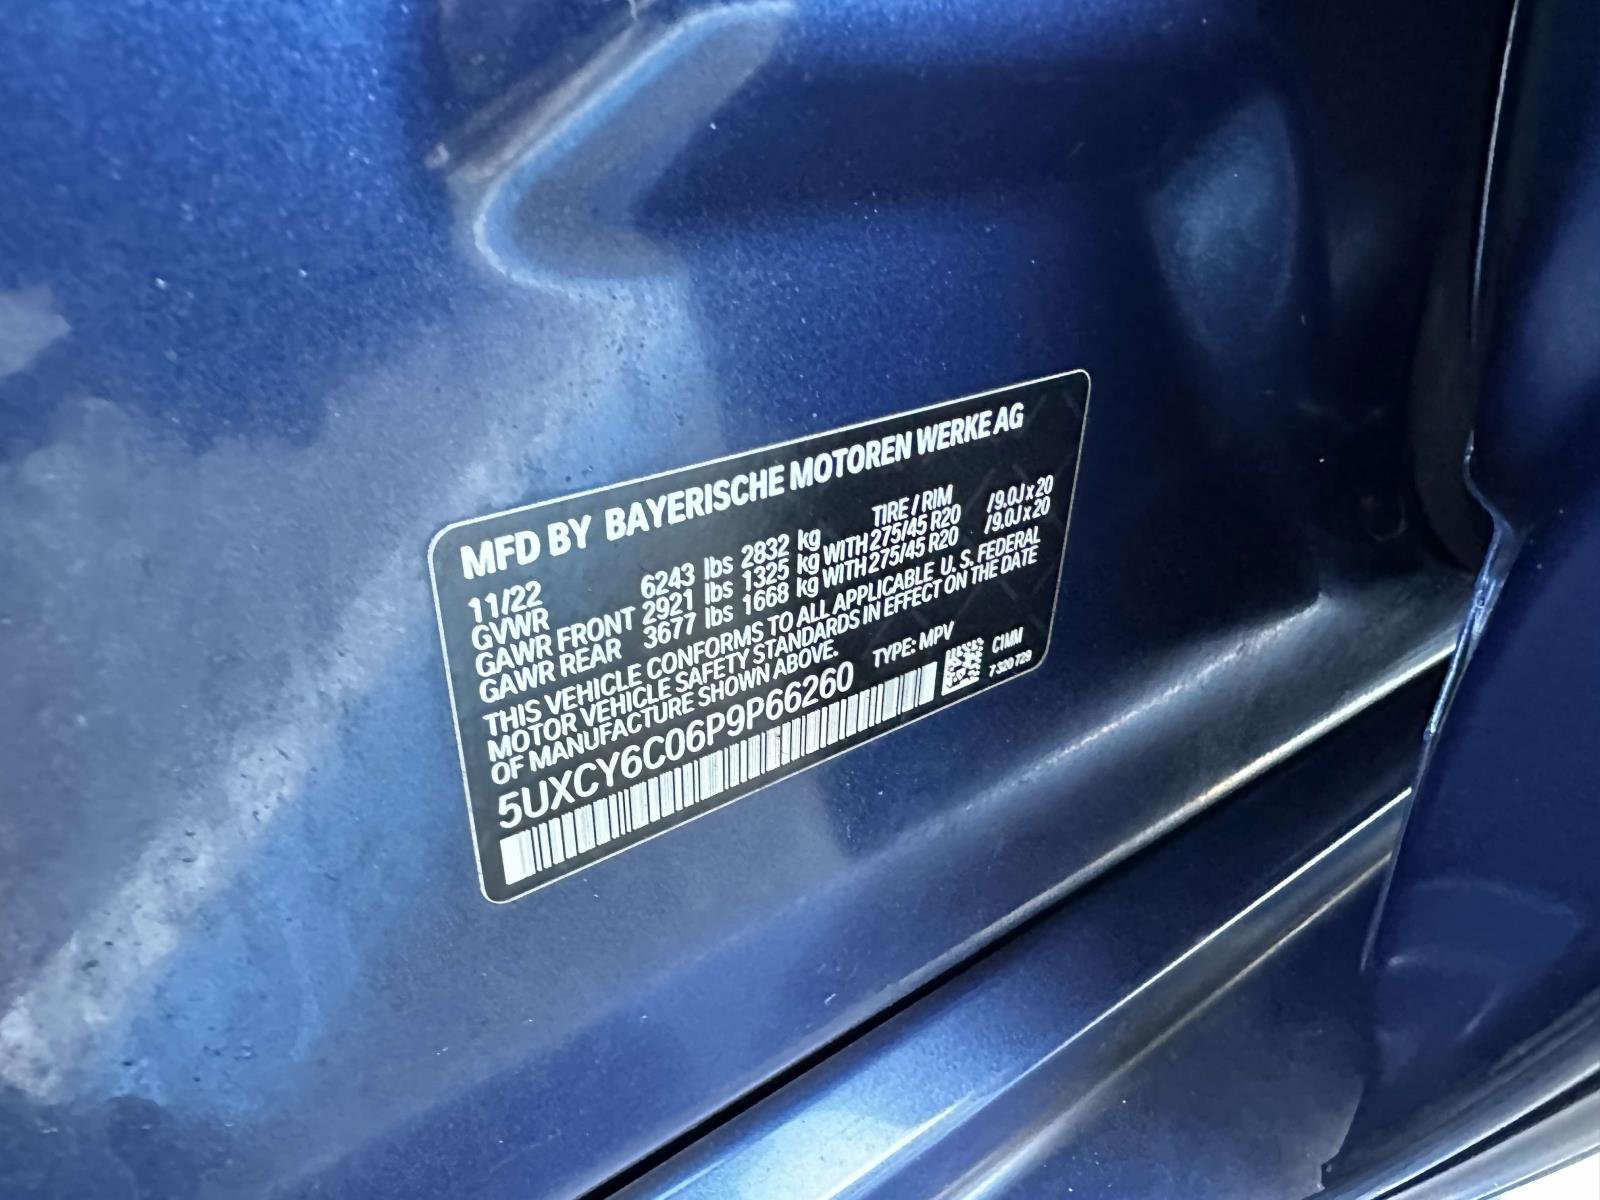 MFD BY BAYERISCHE MOTOREN WERKE AG
11/22 TIRE / RIM
GVWR 6243 lbs 2832 kg
GAWR FRONT 2921 lbs 1325 kg WITH 275/45 R20 /9.0J x 20
GAWR REAR 3677 lbs 1668 kg WITH 275/45 R20 /9.0J x 20
THIS VEHICLE CONFORMS TO ALL APPLICABLE U. S. FEDERAL
MOTOR VEHICLE SAFETY STANDARDS IN EFFECT ON THE DATE
OF MANUFACTURE SHOWN ABOVE.
5UXCY6C06P9P66260 TYPE: MPV
CIMM
7 320 729